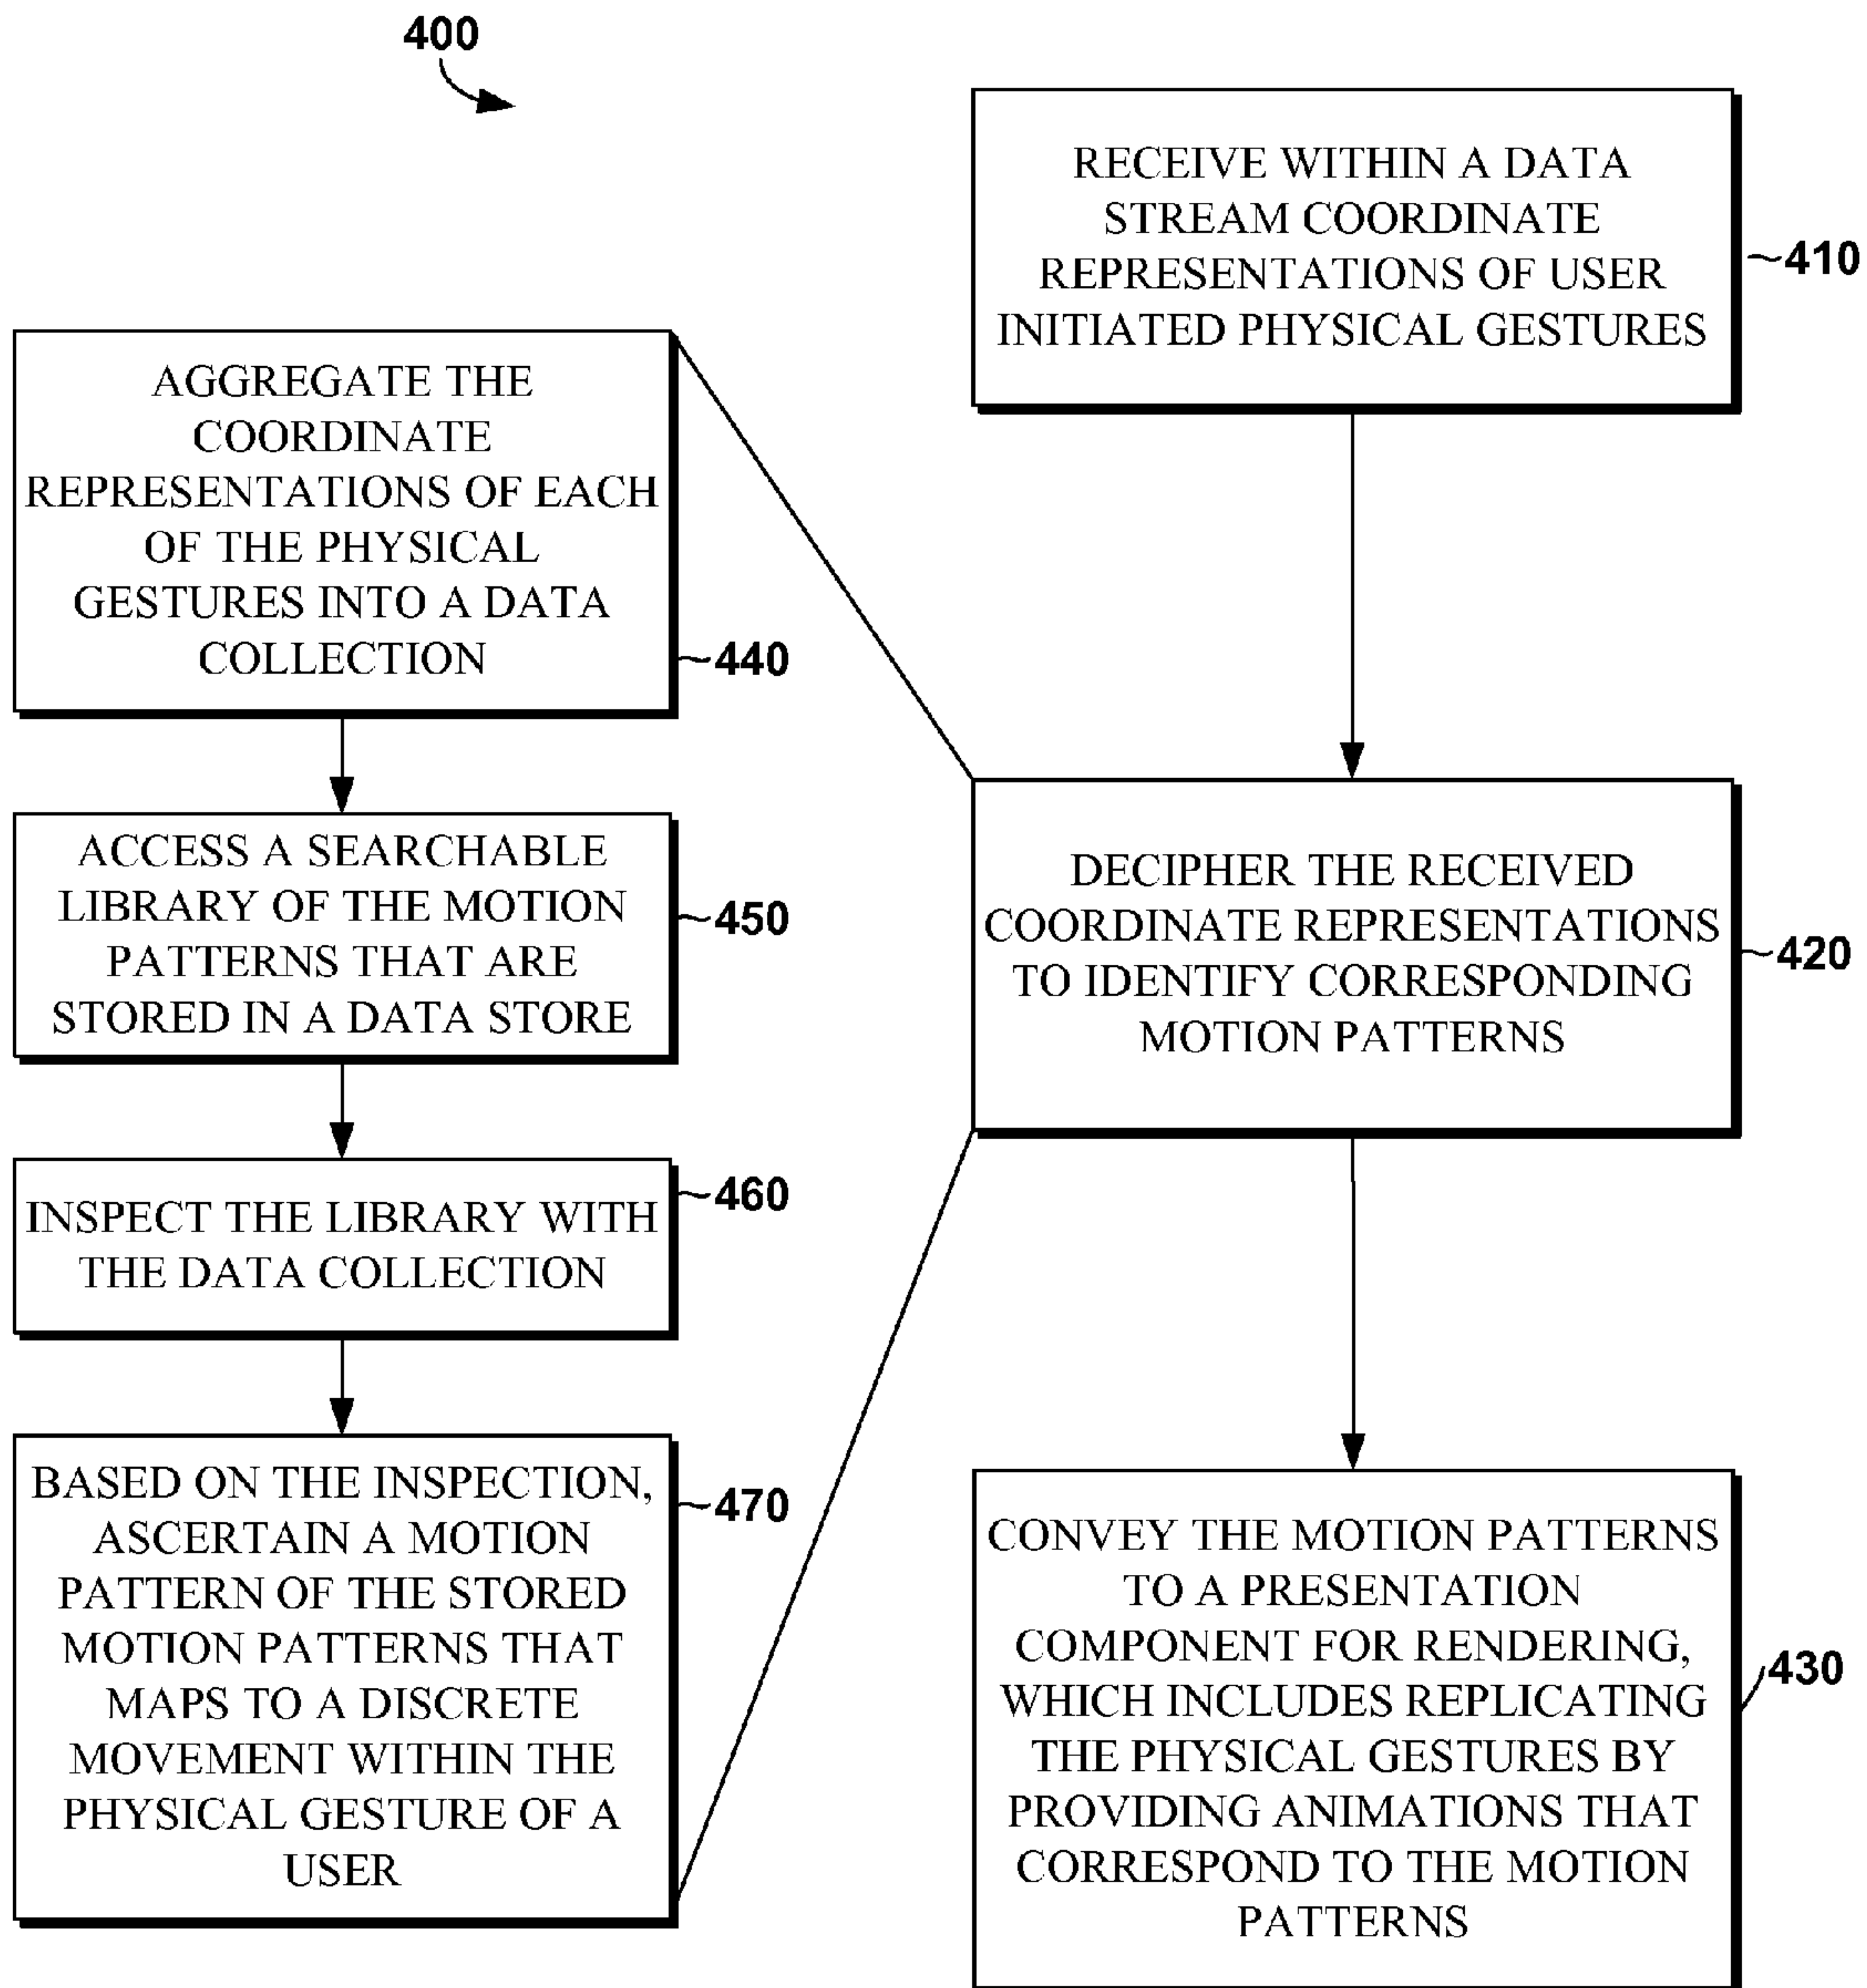 400
RECEIVE WITHIN A DATA
STREAM COORDINATE
REPRESENTATIONS OF USER
INITIATED PHYSICAL GESTURES
410
AGGREGATE THE
COORDINATE
REPRESENTATIONS OF EACH
OF THE PHYSICAL
GESTURES INTO A DATA
COLLECTION
440
ACCESS A SEARCHABLE
LIBRARY OF THE MOTION
PATTERNS THAT ARE
STORED IN A DATA STORE
450
DECIPHER THE RECEIVED
COORDINATE REPRESENTATIONS
TO IDENTIFY CORRESPONDING
MOTION PATTERNS
420
INSPECT THE LIBRARY WITH
THE DATA COLLECTION
460
BASED ON THE INSPECTION,
ASCERTAIN A MOTION
PATTERN OF THE STORED
MOTION PATTERNS THAT
MAPS TO A DISCRETE
MOVEMENT WITHIN THE
PHYSICAL GESTURE OF A
USER
470
CONVEY THE MOTION PATTERNS
TO A PRESENTATION
COMPONENT FOR RENDERING,
WHICH INCLUDES REPLICATING
THE PHYSICAL GESTURES BY
PROVIDING ANIMATIONS THAT
CORRESPOND TO THE MOTION
PATTERNS
430